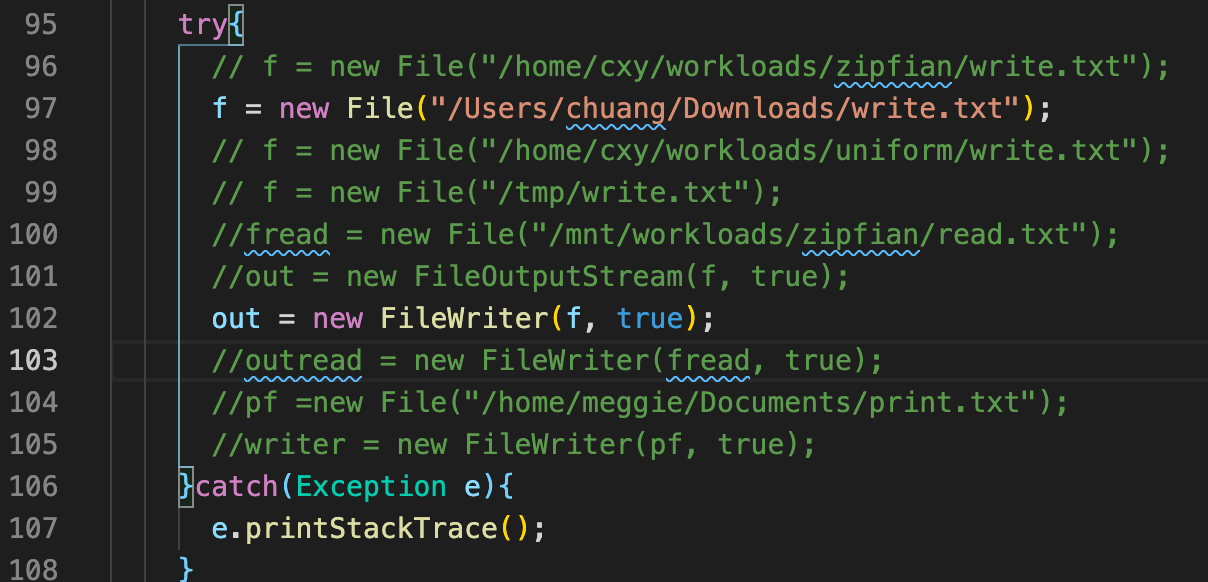 95 try{
96 // f = new File("/home/cxy/workloads/zipfian/write.txt");
97 f = new File("/Users/chuang/Downloads/write.txt");
98 // f = new File("/home/cxy/workloads/uniform/write.txt");
99 // f = new File("/tmp/write.txt");
100 //fread = new File("/mnt/workloads/zipfian/read.txt");
101 //out = new FileOutputStream(f, true);
102 out = new FileWriter(f, true);
103 //outread = new FileWriter(fread, true);
104 //pf =new File("/home/meggie/Documents/print.txt");
105 //writer = new FileWriter(pf, true);
106 }catch(Exception e){
107 e.printStackTrace();
108 }